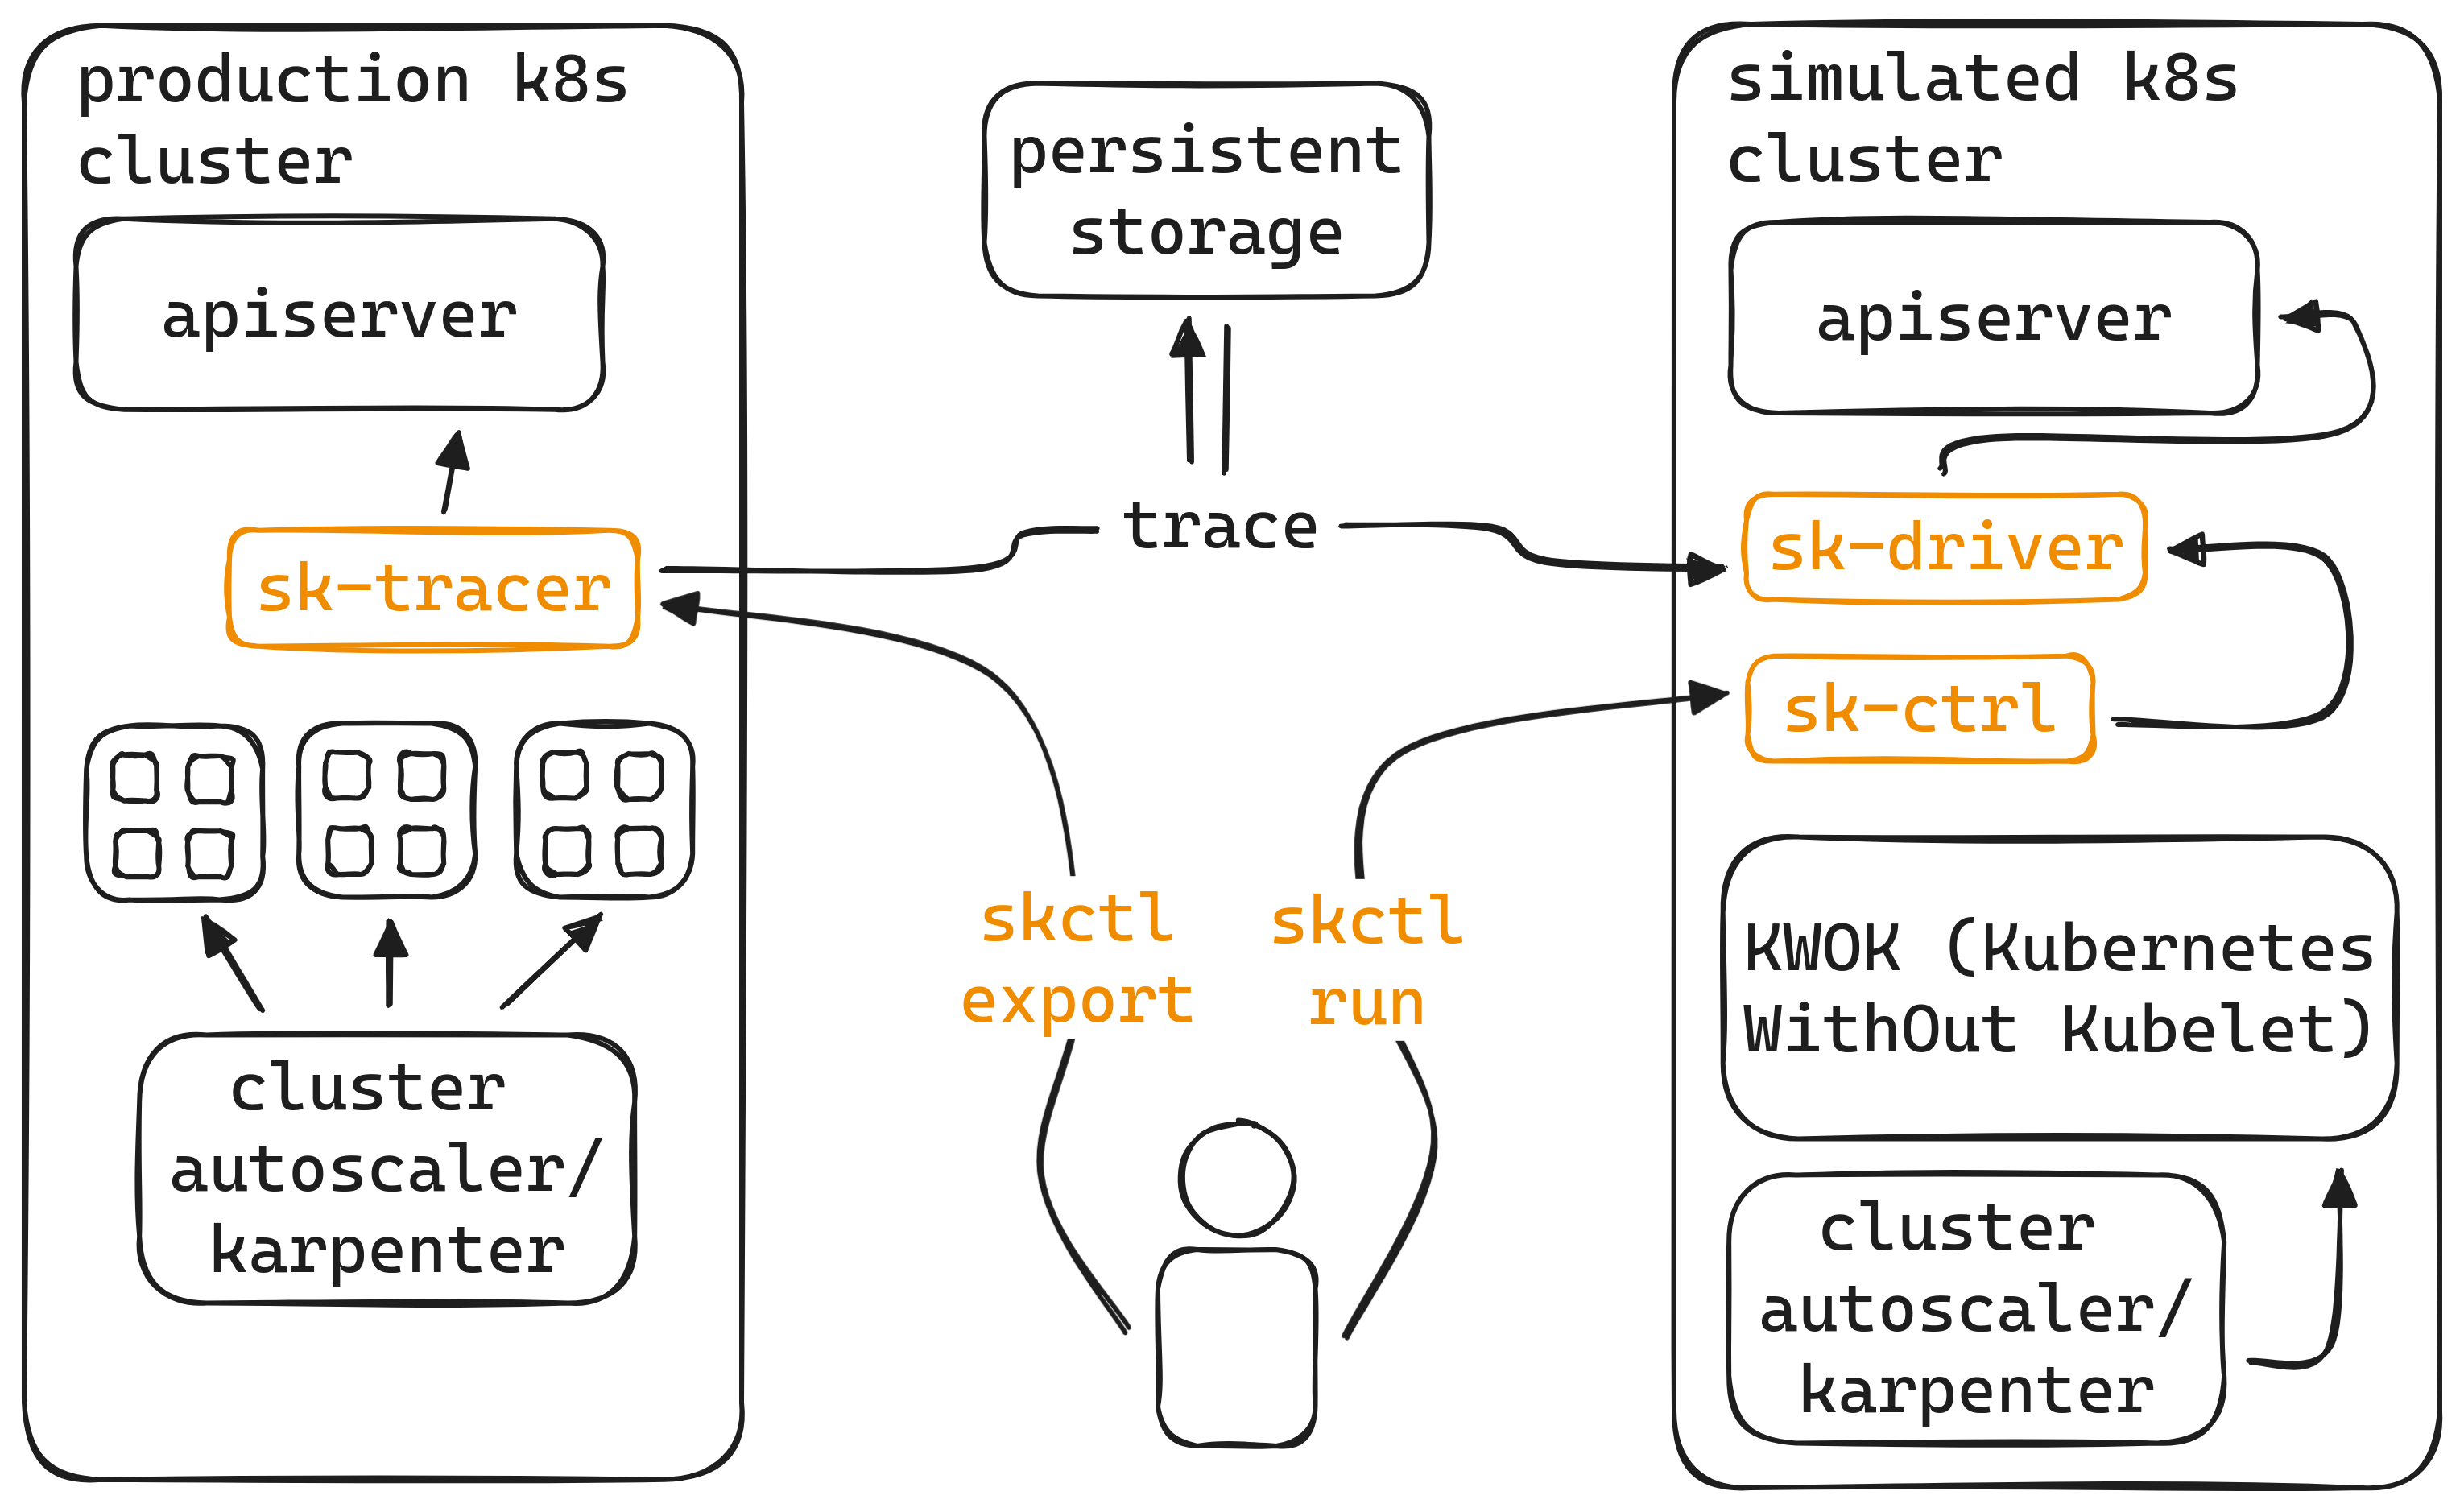 production k8s
cluster
apiserver
sk-tracer
cluster
autoscaler/
karpenter
persistent
storage
trace
skctl
export
skctl
run
simulated k8s
cluster
apiserver
sk-driver
sk-ctrl
KWOK (Kubernetes
WithOut Kubelet)
cluster
autoscaler/
karpenter